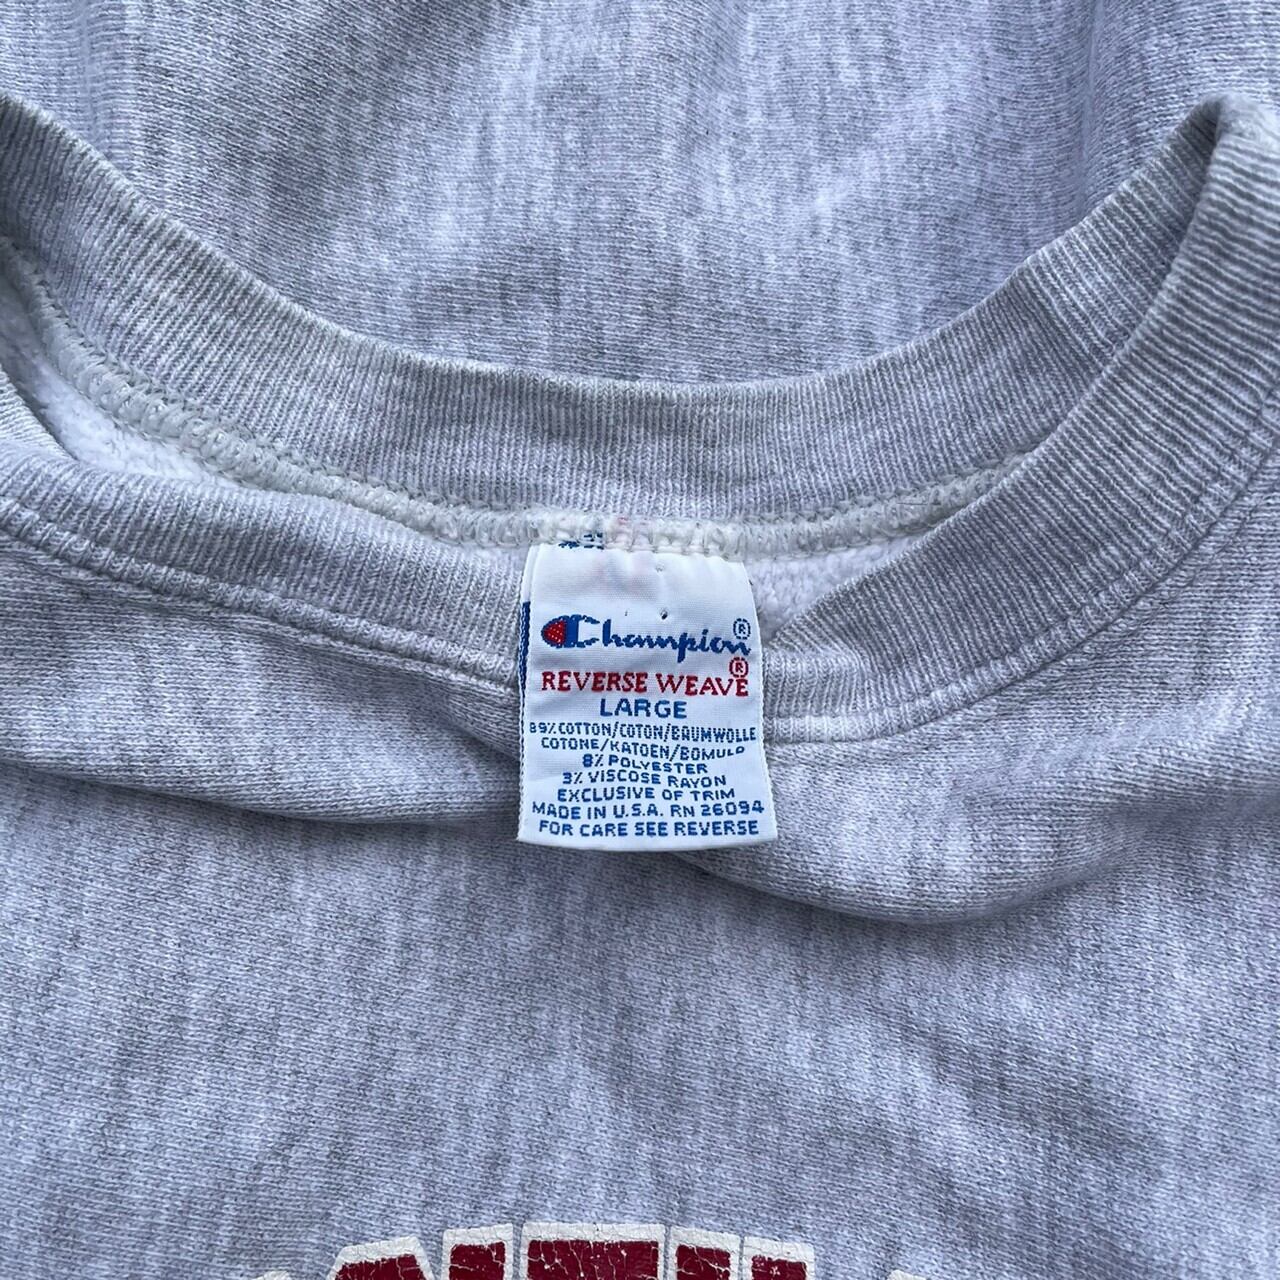 Champion®
REVERSE WEAVE®
LARGE
89% COTTON/COTON/BAUMWOLLE
COTONE/KATOEN/BOMULD
8% POLYESTER
3% VISCOSE RAYON
EXCLUSIVE OF TRIM
MADE IN U.S.A. RN 26094
FOR CARE SEE REVERSE